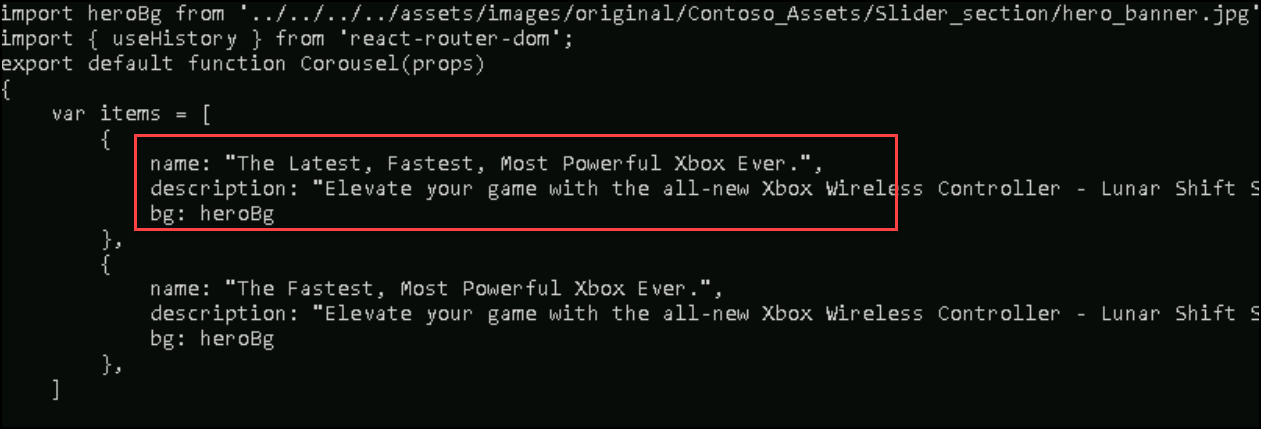 import heroBg from '../../../../assets/images/original/Contoso_Assets/Slider_section/hero_banner.jpg'
import { useHistory } from 'react-router-dom';
export default function Corousel(props)
{
    var items = [
        {
            name: "The Latest, Fastest, Most Powerful Xbox Ever.",
            description: "Elevate your game with the all-new Xbox Wireless Controller - Lunar Shift S
            bg: heroBg
        },
        {
            name: "The Fastest, Most Powerful Xbox Ever.",
            description: "Elevate your game with the all-new Xbox Wireless Controller - Lunar Shift S
            bg: heroBg
        },
    ]